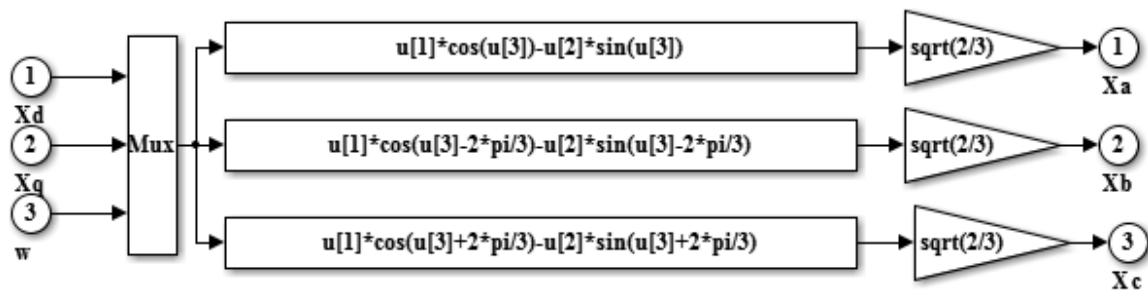 u[1]*cos(u[3])-u[2]*sin(u[3])
sqrt(2/3)
1
Xa
1
Xd
2
Xq
3
w
Mux
u[1]*cos(u[3]-2*pi/3)-u[2]*sin(u[3]-2*pi/3)
sqrt(2/3)
2
Xb
u[1]*cos(u[3]+2*pi/3)-u[2]*sin(u[3]+2*pi/3)
sqrt(2/3)
3
Xc